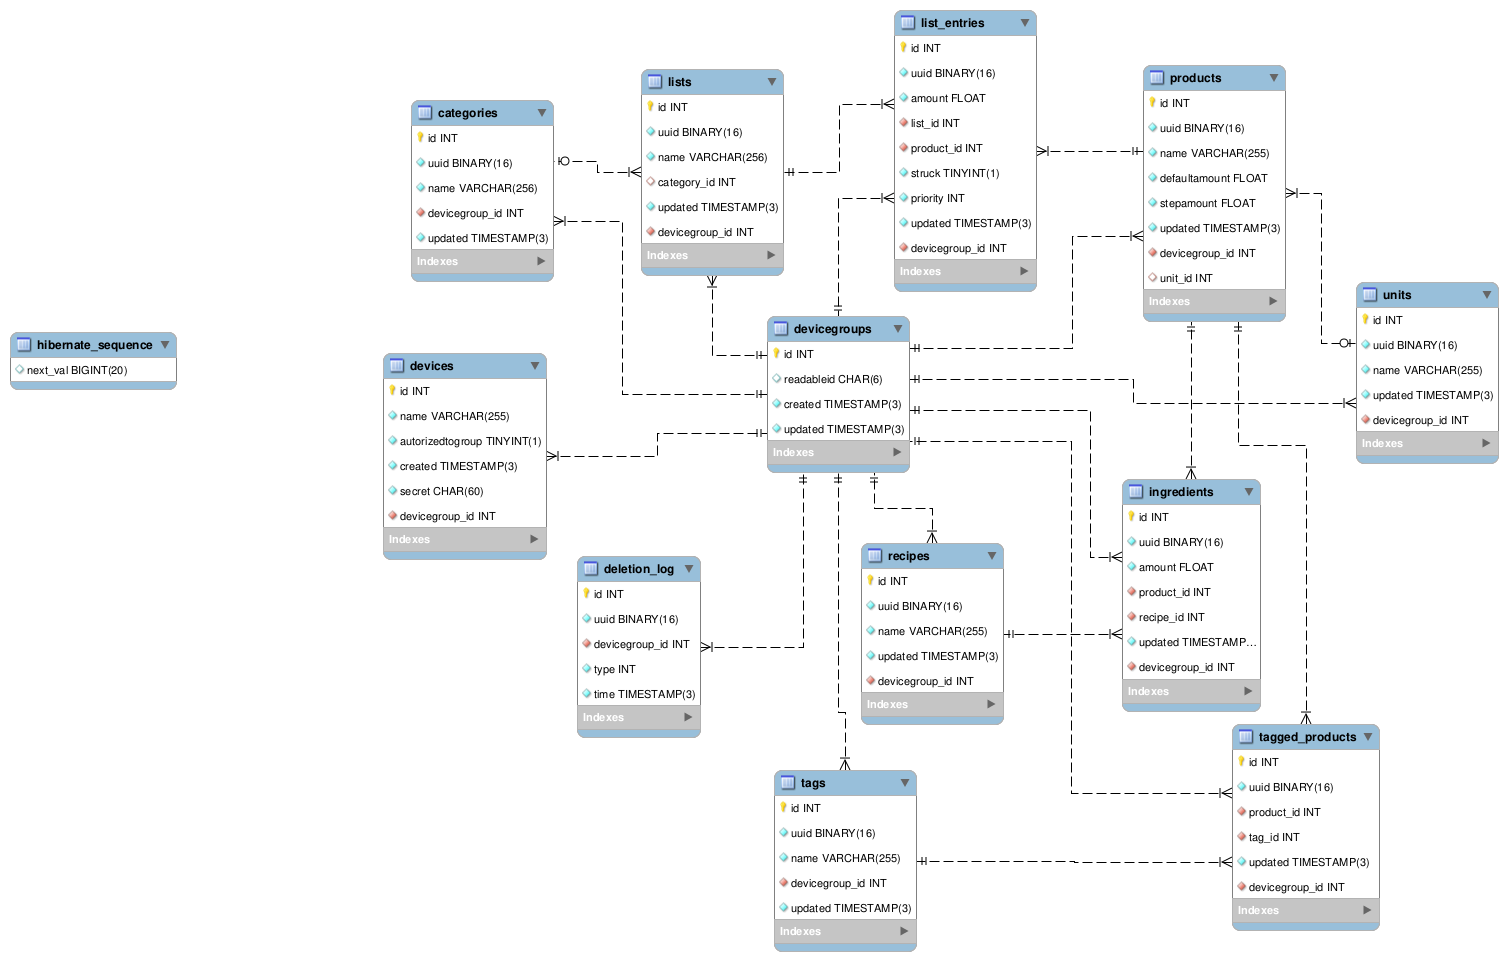 list_entries
id INT
uuid BINARY(16)
amount FLOAT
list_id INT
product_id INT
struck TINYINT(1)
priority INT
updated TIMESTAMP(3)
devicegroup_id INT
Indexes
products
id INT
uuid BINARY(16)
name VARCHAR(255)
defaultamount FLOAT
stepamount FLOAT
updated TIMESTAMP(3)
devicegroup_id INT
unit_id INT
Indexes
lists
id INT
uuid BINARY(16)
name VARCHAR(256)
category_id INT
updated TIMESTAMP(3)
devicegroup_id INT
Indexes
categories
id INT
uuid BINARY(16)
name VARCHAR(256)
devicegroup_id INT
updated TIMESTAMP(3)
Indexes
units
id INT
uuid BINARY(16)
name VARCHAR(255)
updated TIMESTAMP(3)
devicegroup_id INT
Indexes
devicegroups
id INT
readableid CHAR(6)
created TIMESTAMP(3)
updated TIMESTAMP(3)
Indexes
hibernate_sequence
next_val BIGINT(20)
devices
id INT
name VARCHAR(255)
autorizedtogroup TINYINT(1)
created TIMESTAMP(3)
secret CHAR(60)
devicegroup_id INT
Indexes
ingredients
id INT
uuid BINARY(16)
amount FLOAT
product_id INT
recipe_id INT
updated TIMESTAMP...
devicegroup_id INT
Indexes
recipes
id INT
uuid BINARY(16)
name VARCHAR(255)
updated TIMESTAMP(3)
devicegroup_id INT
Indexes
deletion_log
id INT
uuid BINARY(16)
devicegroup_id INT
type INT
time TIMESTAMP(3)
Indexes
tagged_products
id INT
uuid BINARY(16)
product_id INT
tag_id INT
updated TIMESTAMP(3)
devicegroup_id INT
Indexes
tags
id INT
uuid BINARY(16)
name VARCHAR(255)
devicegroup_id INT
updated TIMESTAMP(3)
Indexes